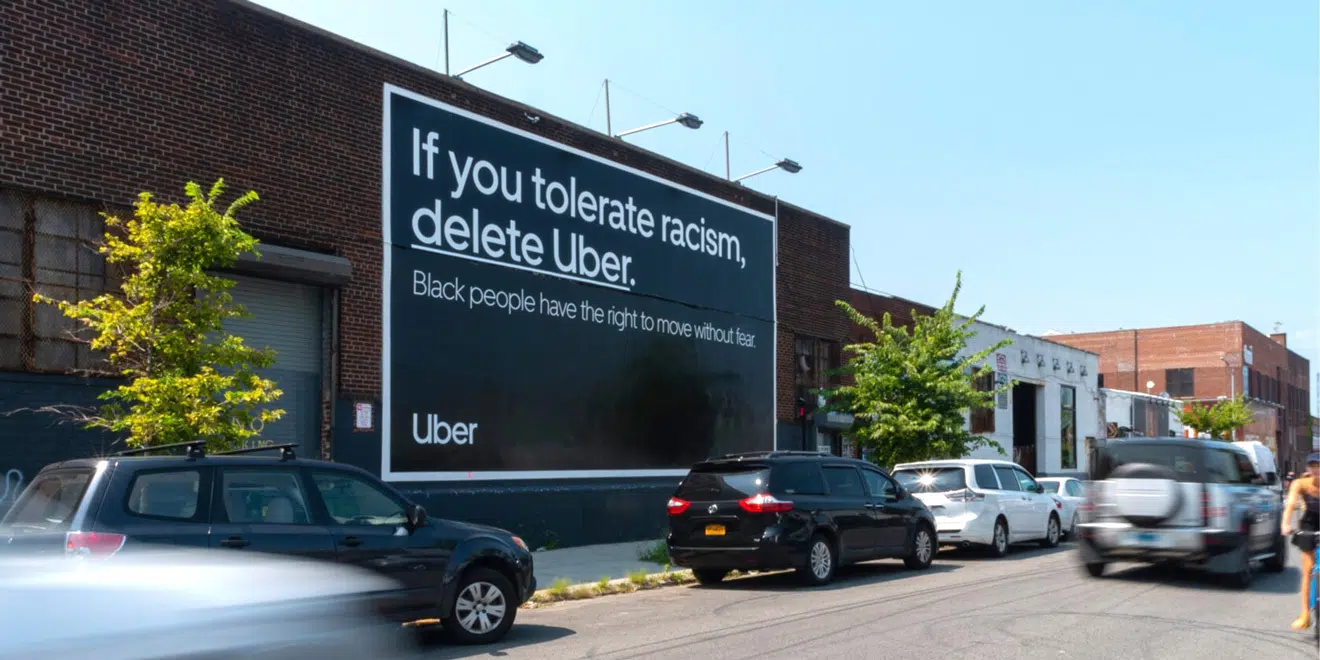 If you tolerate racism,
delete Uber.
Black people have the right to move without fear.
Uber